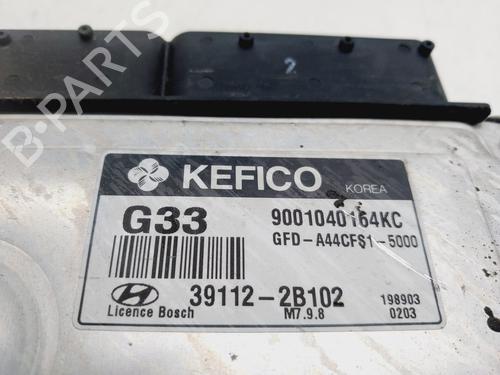 B-PARTS
KEFICO KOREA
G33 9001040164KC
GFD-A44CFS1-5000
39112-2B102 198903
Licence Bosch M7.9.8 0203